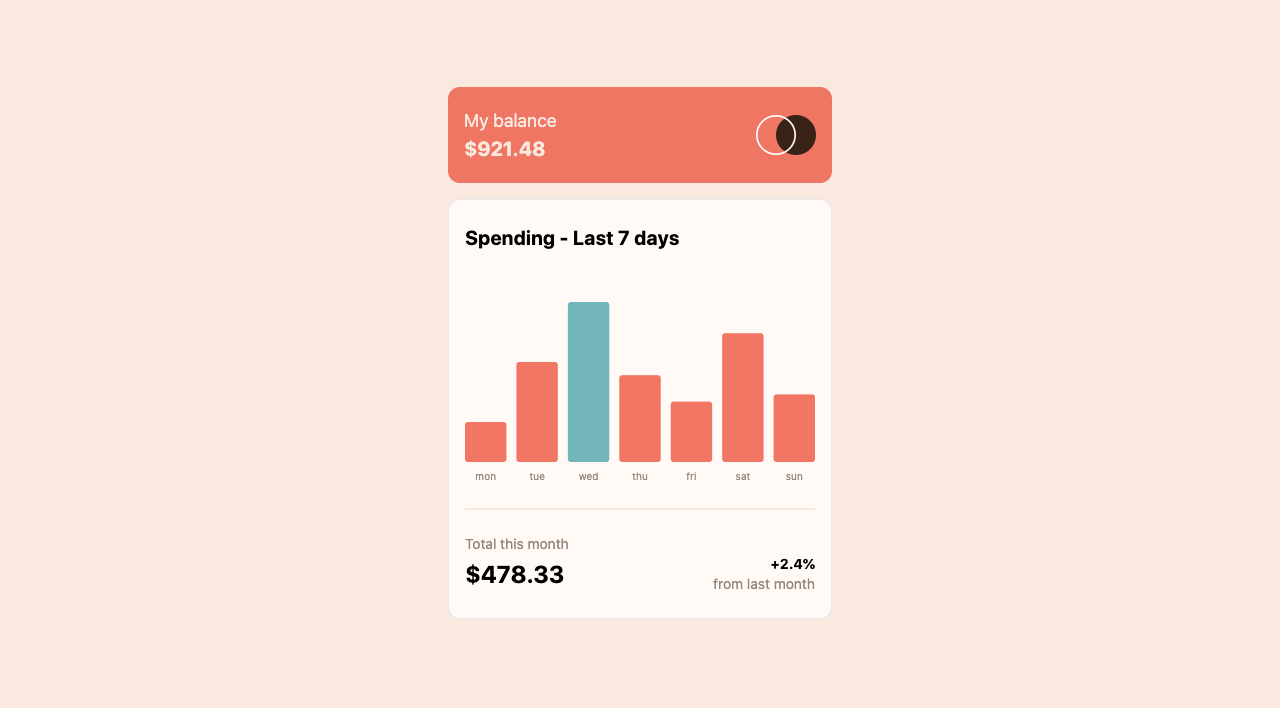 My balance
$921.48
Spending - Last 7 days
mon tue wed thu fri sat sun
Total this month
$478.33
+2.4%
from last month